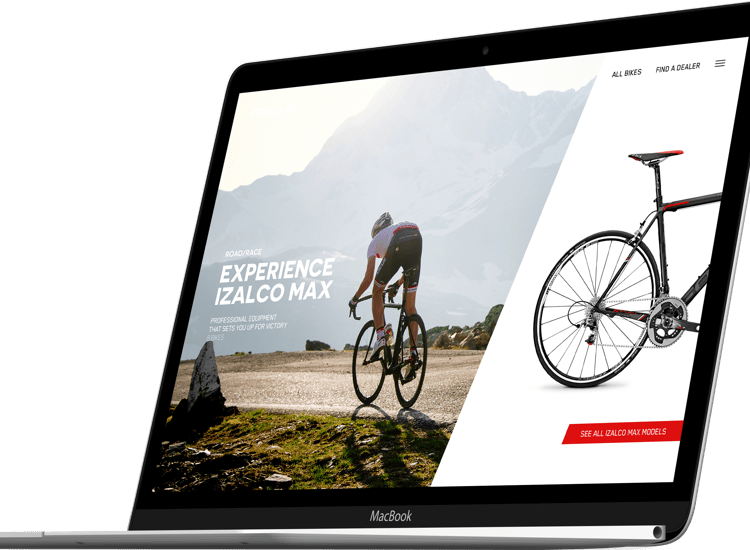 ALL BIKES
FIND A DEALER
ROAD/RACE
EXPERIENCE
IZALCO MAX
PROFESSIONAL EQUIPMENT
THAT SETS YOU UP FOR VICTORY
BIKES
SEE ALL IZALCO MAX MODELS
MacBook